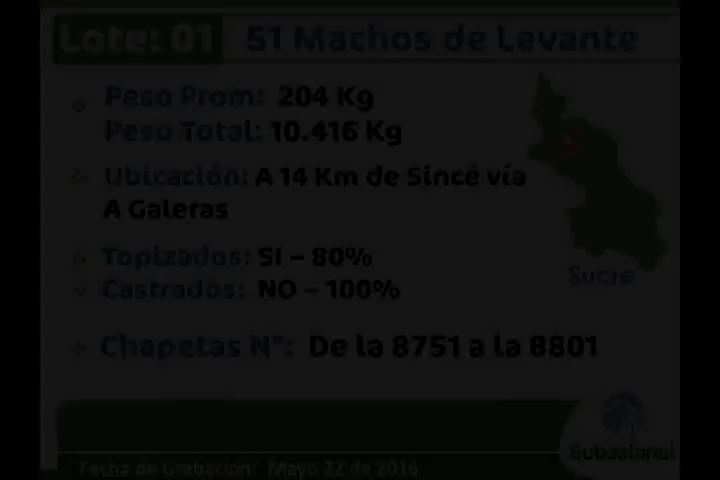 Lote: 01 51 Machos de Levante
Peso Prom: 204 Kg
Peso Total: 10.416 Kg
Ubicación: A 14 Km de Sincé vía
A Galeras
Topizados: SI – 80%
Castrados: NO – 100%
Sucre
Chapetas N°: De la 8751 a la 8801
Subastanet
Fecha de Grabación: Mayo 22 de 2016